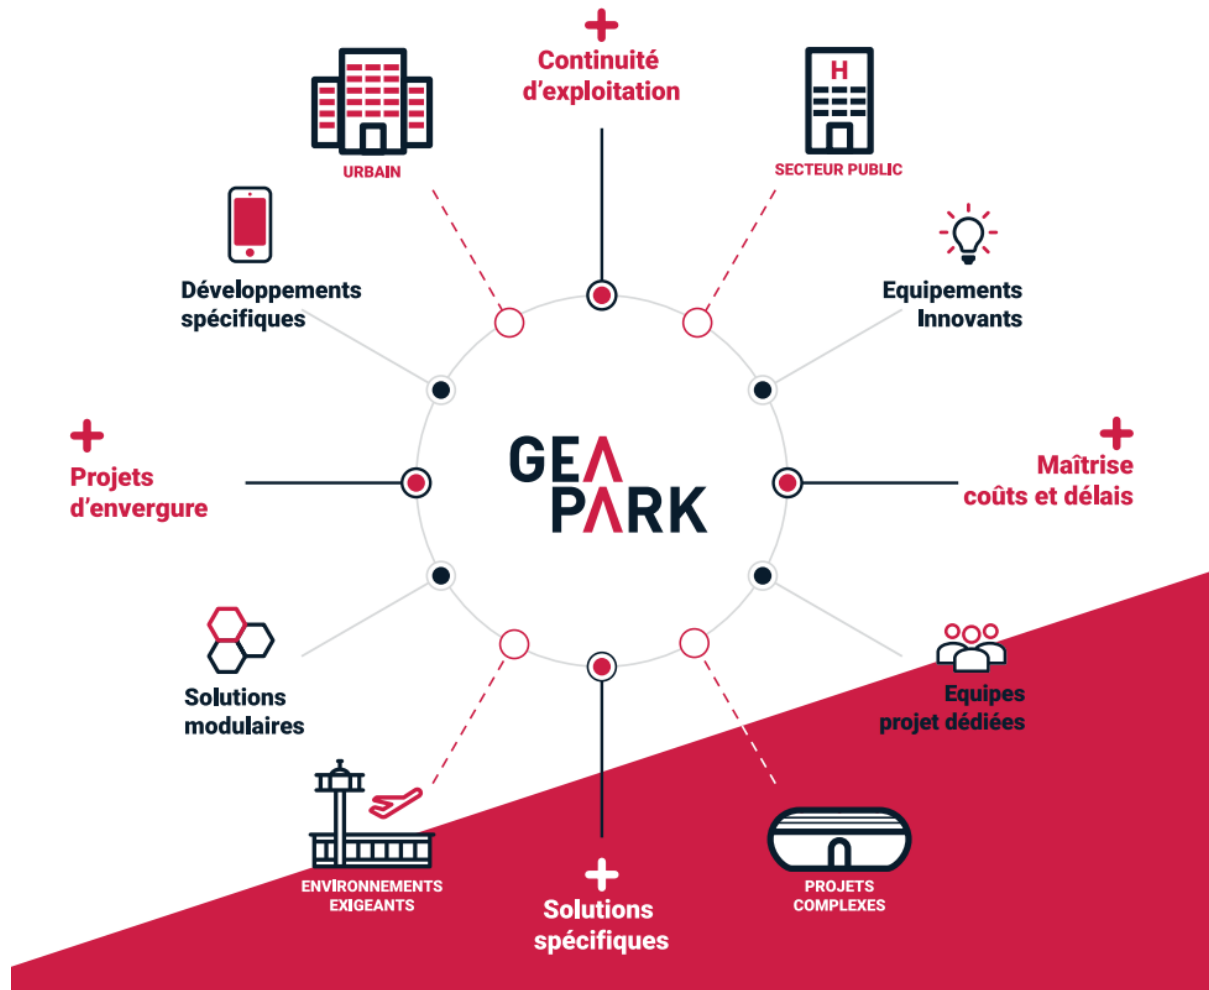 Continuité
d'exploitation
URBAIN
H
SECTEUR PUBLIC
Développements
spécifiques
Equipements
Innovants
Projets
d'envergure
GEA
PARK
Maîtrise
coûts et délais
Solutions
modulaires
Equipes
projet dédiées
ENVIRONNEMENTS
EXIGEANTS
Solutions
spécifiques
PROJETS
COMPLEXES